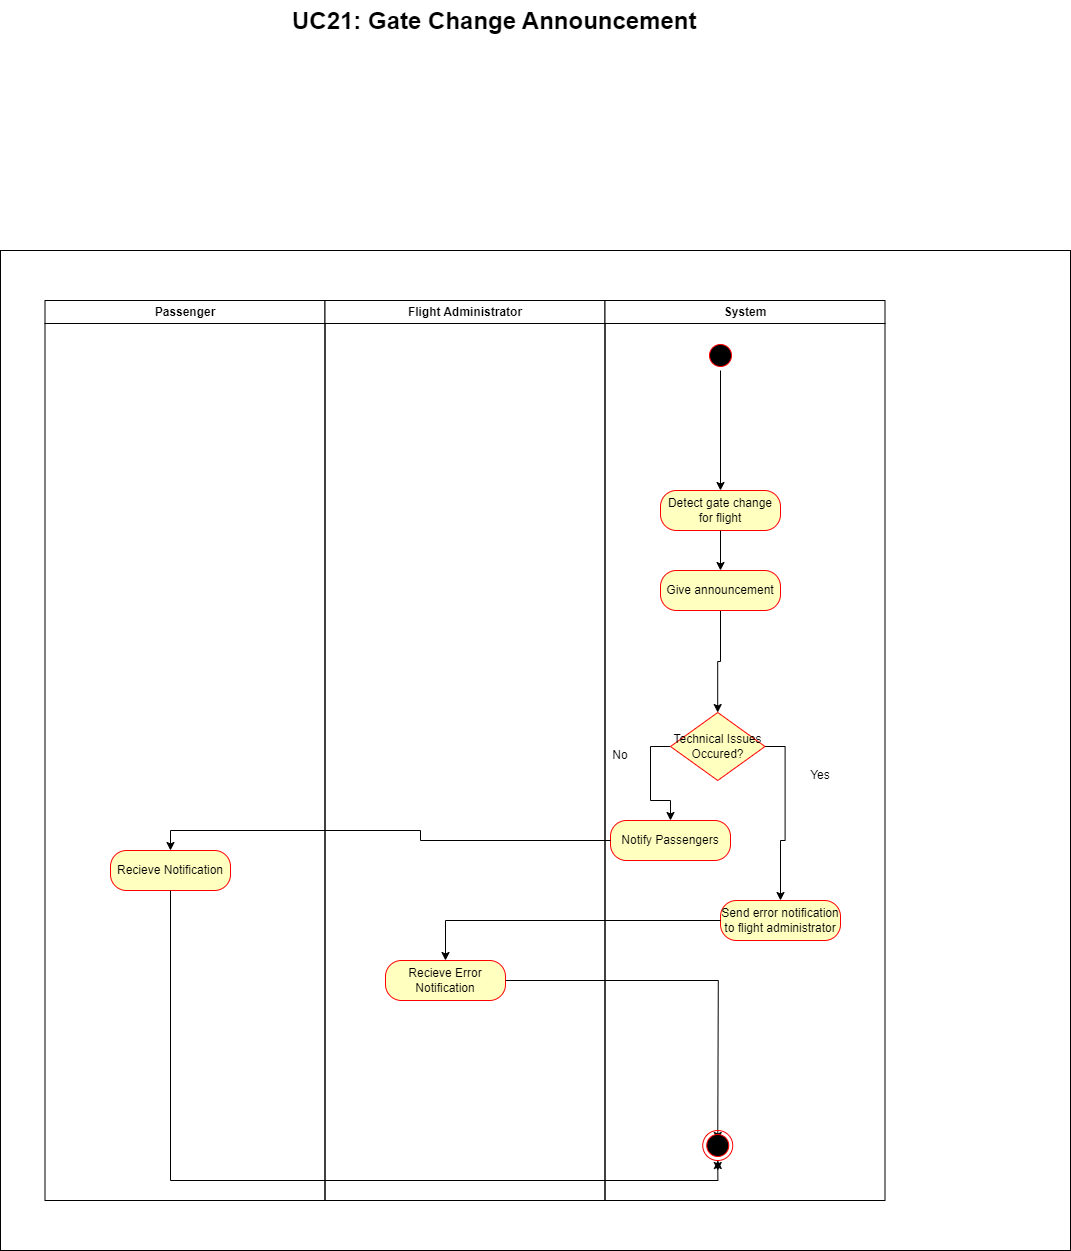 UC21: Gate Change Announcement
Passenger
Flight Administrator
System
Detect gate change
for flight
Give announcement
Technical Issues
Occured?
No
Yes
Notify Passengers
Recieve Notification
Send error notification
to flight administrator
Recieve Error
Notification